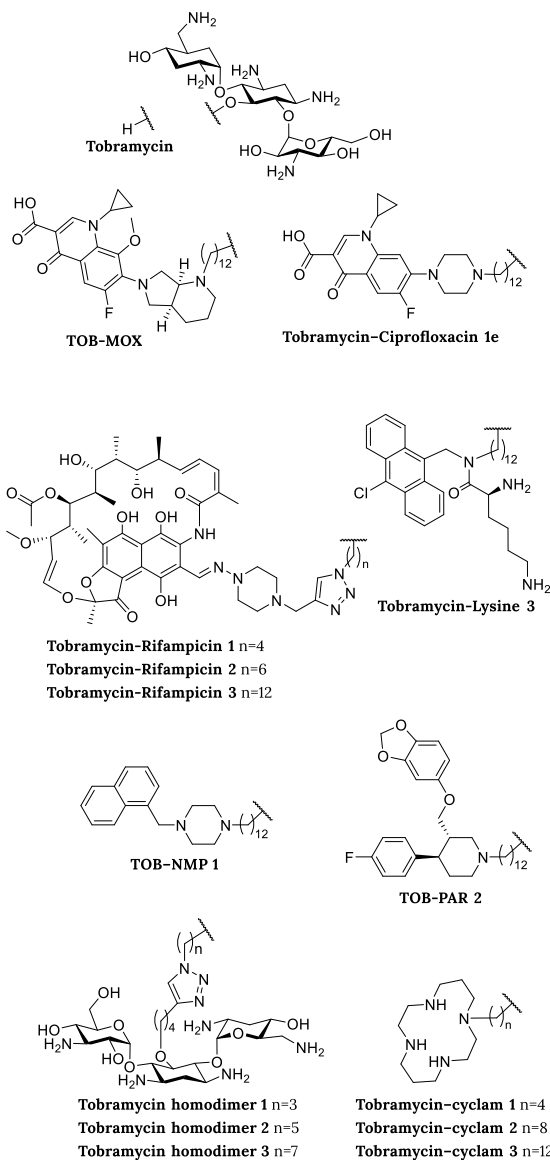 NH₂
HO
NH₂
O
H₂N
O
NH₂
O
O
OH
HO
OH
H₂N
H
Tobramycin
HO
O
N
O
O
N
H
N
12
F
H
TOB-MOX
HO
O
N
O
N
N
12
F
Tobramycin–Ciprofloxacin 1e
HO
OH
O
O
O
OH
OH
NH
O
O
O
O
OH
N
N
N
N
N
N
n
Tobramycin-Rifampicin 1 n=4
Tobramycin-Rifampicin 2 n=6
Tobramycin-Rifampicin 3 n=12
Cl
N
12
O
NH₂
NH₂
Tobramycin-Lysine 3
N
N
12
TOB–NMP 1
O
O
O
F
N
12
TOB-PAR 2
n
N
N
N
4
OH
HO
O
H₂N
HO
O
O
H₂N
NH₂
O
H₂N
O
OH
NH₂
Tobramycin homodimer 1 n=3
Tobramycin homodimer 2 n=5
Tobramycin homodimer 3 n=7
NH
N
n
NH
HN
Tobramycin–cyclam 1 n=4
Tobramycin–cyclam 2 n=8
Tobramycin–cyclam 3 n=12